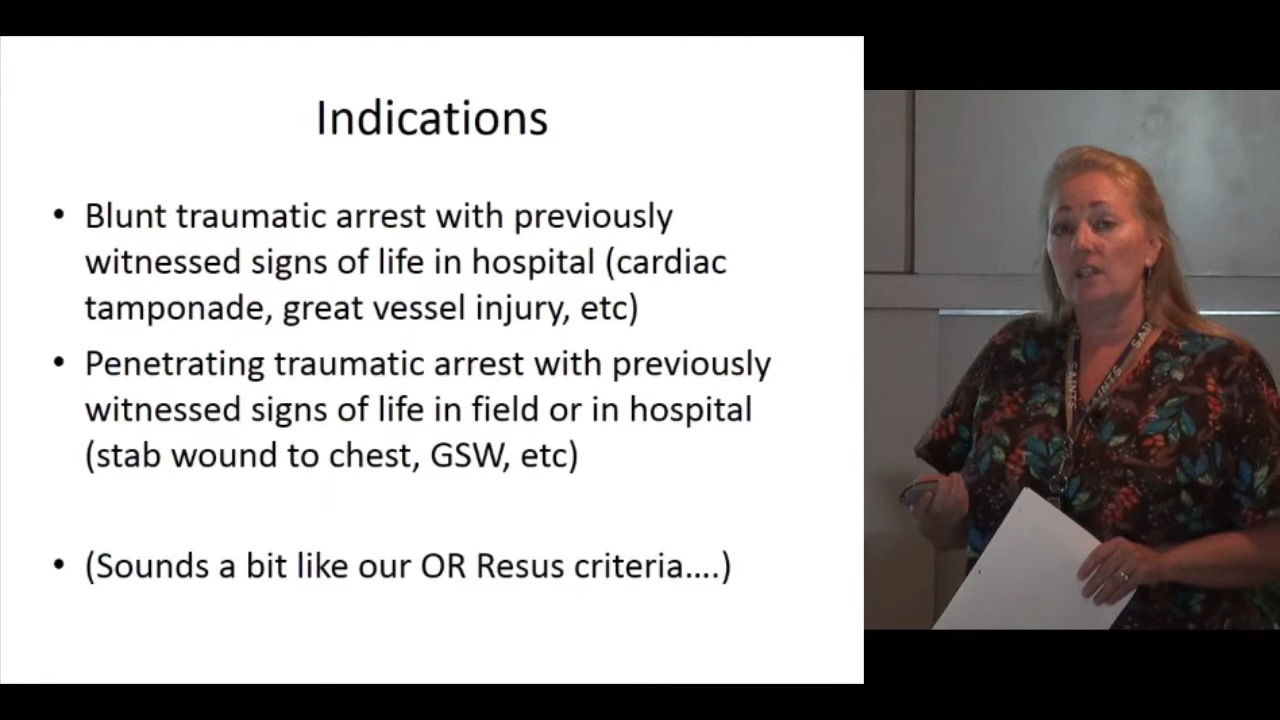 Indications
• Blunt traumatic arrest with previously
witnessed signs of life in hospital (cardiac
tamponade, great vessel injury, etc)
• Penetrating traumatic arrest with previously
witnessed signs of life in field or in hospital
(stab wound to chest, GSW, etc)
• (Sounds a bit like our OR Resus criteria....)
SAINTS